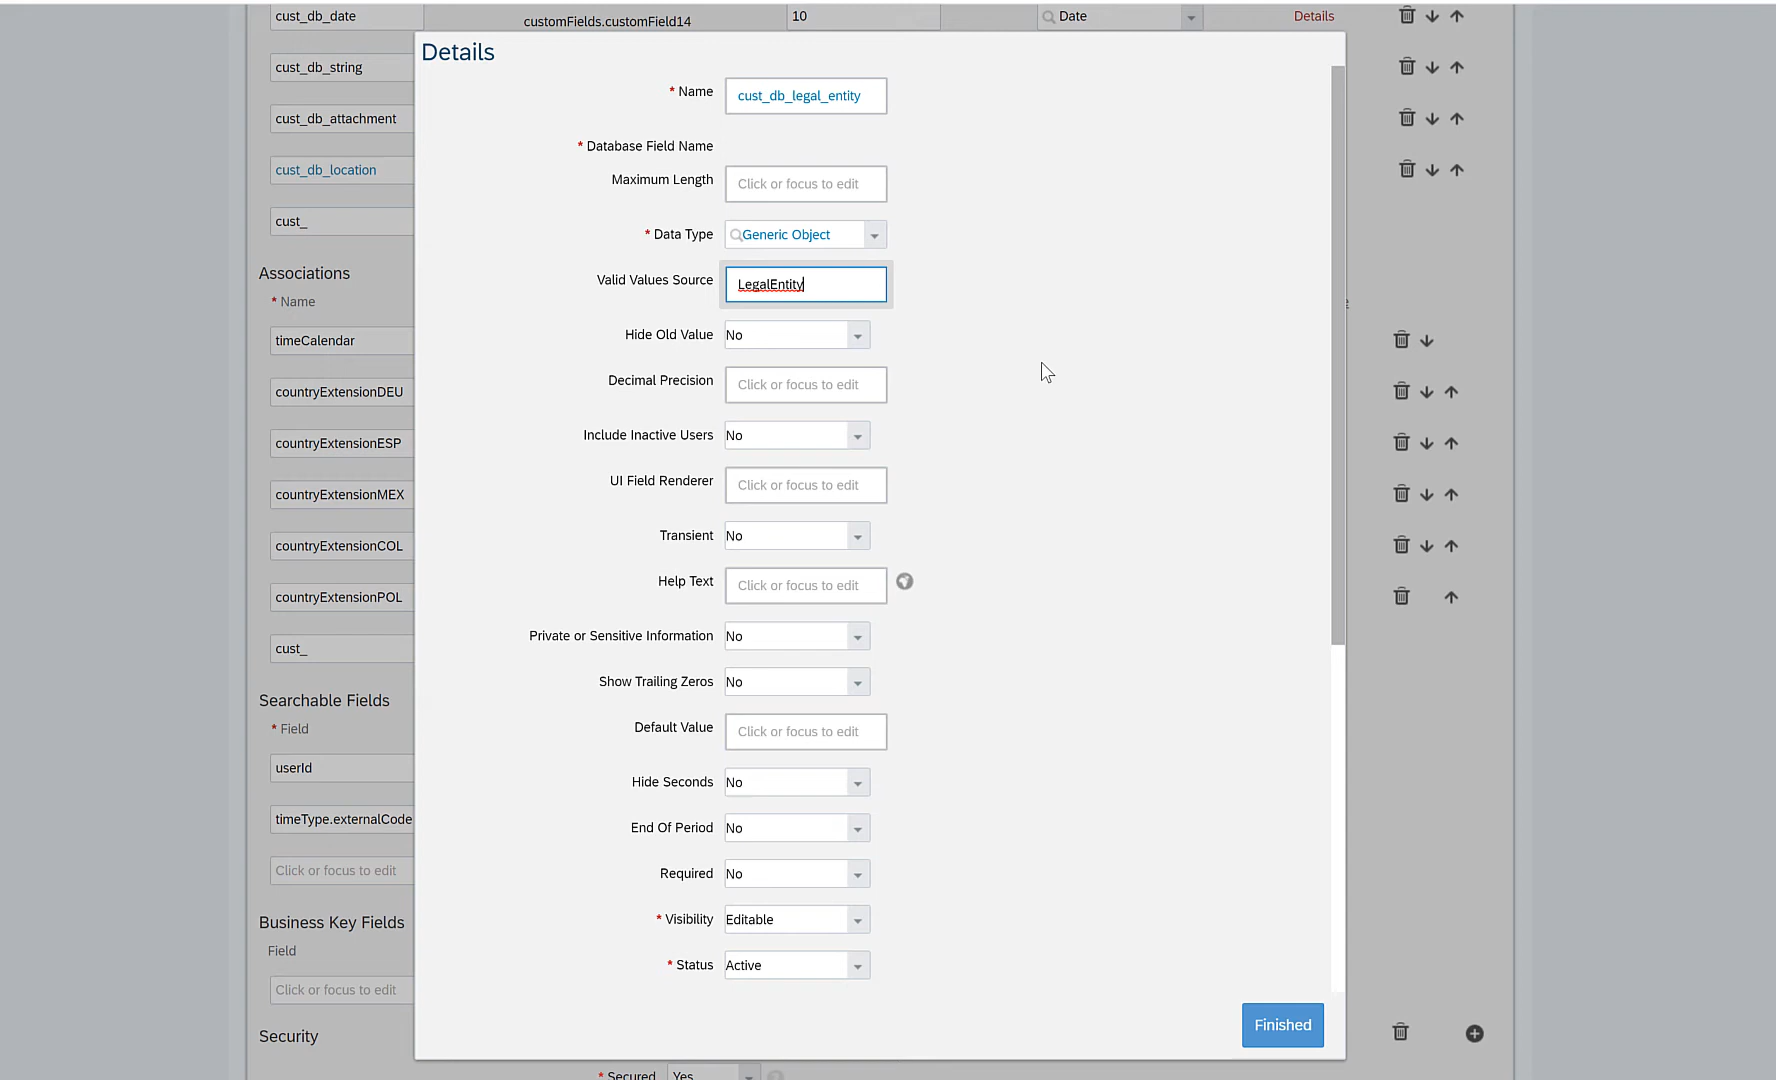 cust_db_date
customFields.customField14
10
Date
Details
cust_db_string
cust_db_attachment
cust_db_location
cust_
Associations
* Name
timeCalendar
countryExtensionDEU
countryExtensionESP
countryExtensionMEX
countryExtensionCOL
countryExtensionPOL
cust_
Searchable Fields
* Field
userId
timeType.externalCode
Click or focus to edit
Business Key Fields
Field
Click or focus to edit
Security
* Secured Yes
Details
* Name cust_db_legal_entity
* Database Field Name
Maximum Length Click or focus to edit
* Data Type Generic Object
Valid Values Source LegalEntity
Hide Old Value No
Decimal Precision Click or focus to edit
Include Inactive Users No
UI Field Renderer Click or focus to edit
Transient No
Help Text Click or focus to edit
Private or Sensitive Information No
Show Trailing Zeros No
Default Value Click or focus to edit
Hide Seconds No
End Of Period No
Required No
* Visibility Editable
* Status Active
Finished